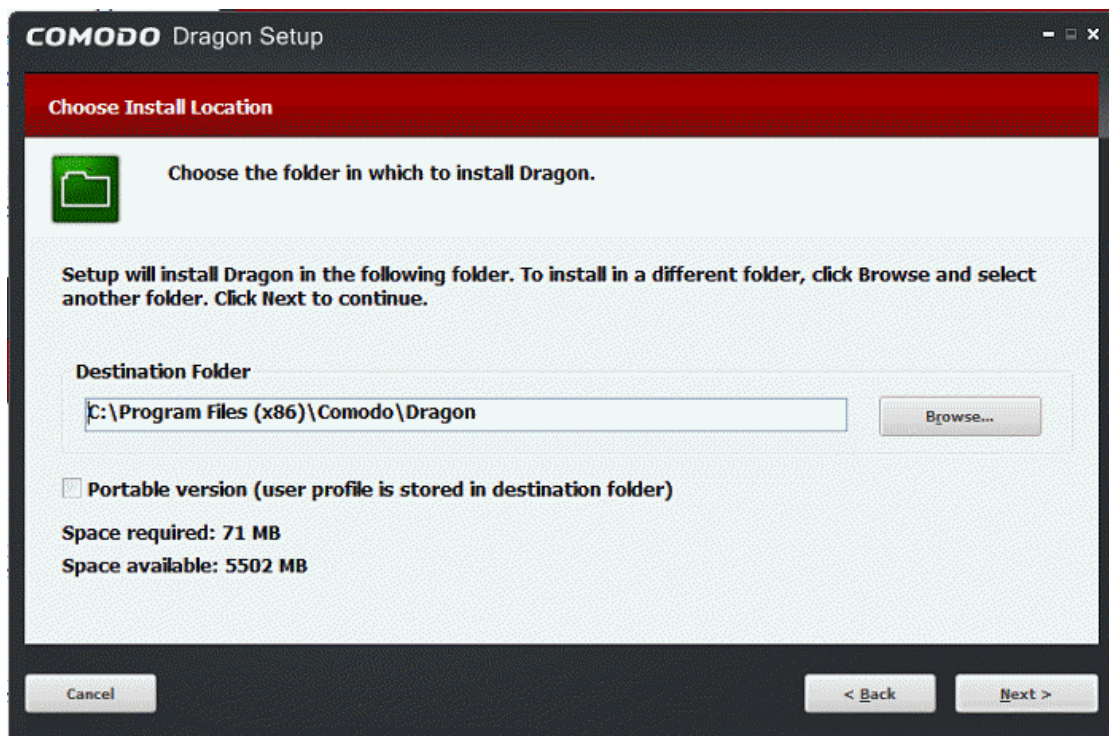 COMODO Dragon Setup
Choose Install Location
Choose the folder in which to install Dragon.
Setup will install Dragon in the following folder. To install in a different folder, click Browse and select
another folder. Click Next to continue.
Destination Folder
C:\Program Files (x86)\Comodo\Dragon
Browse...
Portable version (user profile is stored in destination folder)
Space required: 71 MB
Space available: 5502 MB
Cancel
< Back
Next >